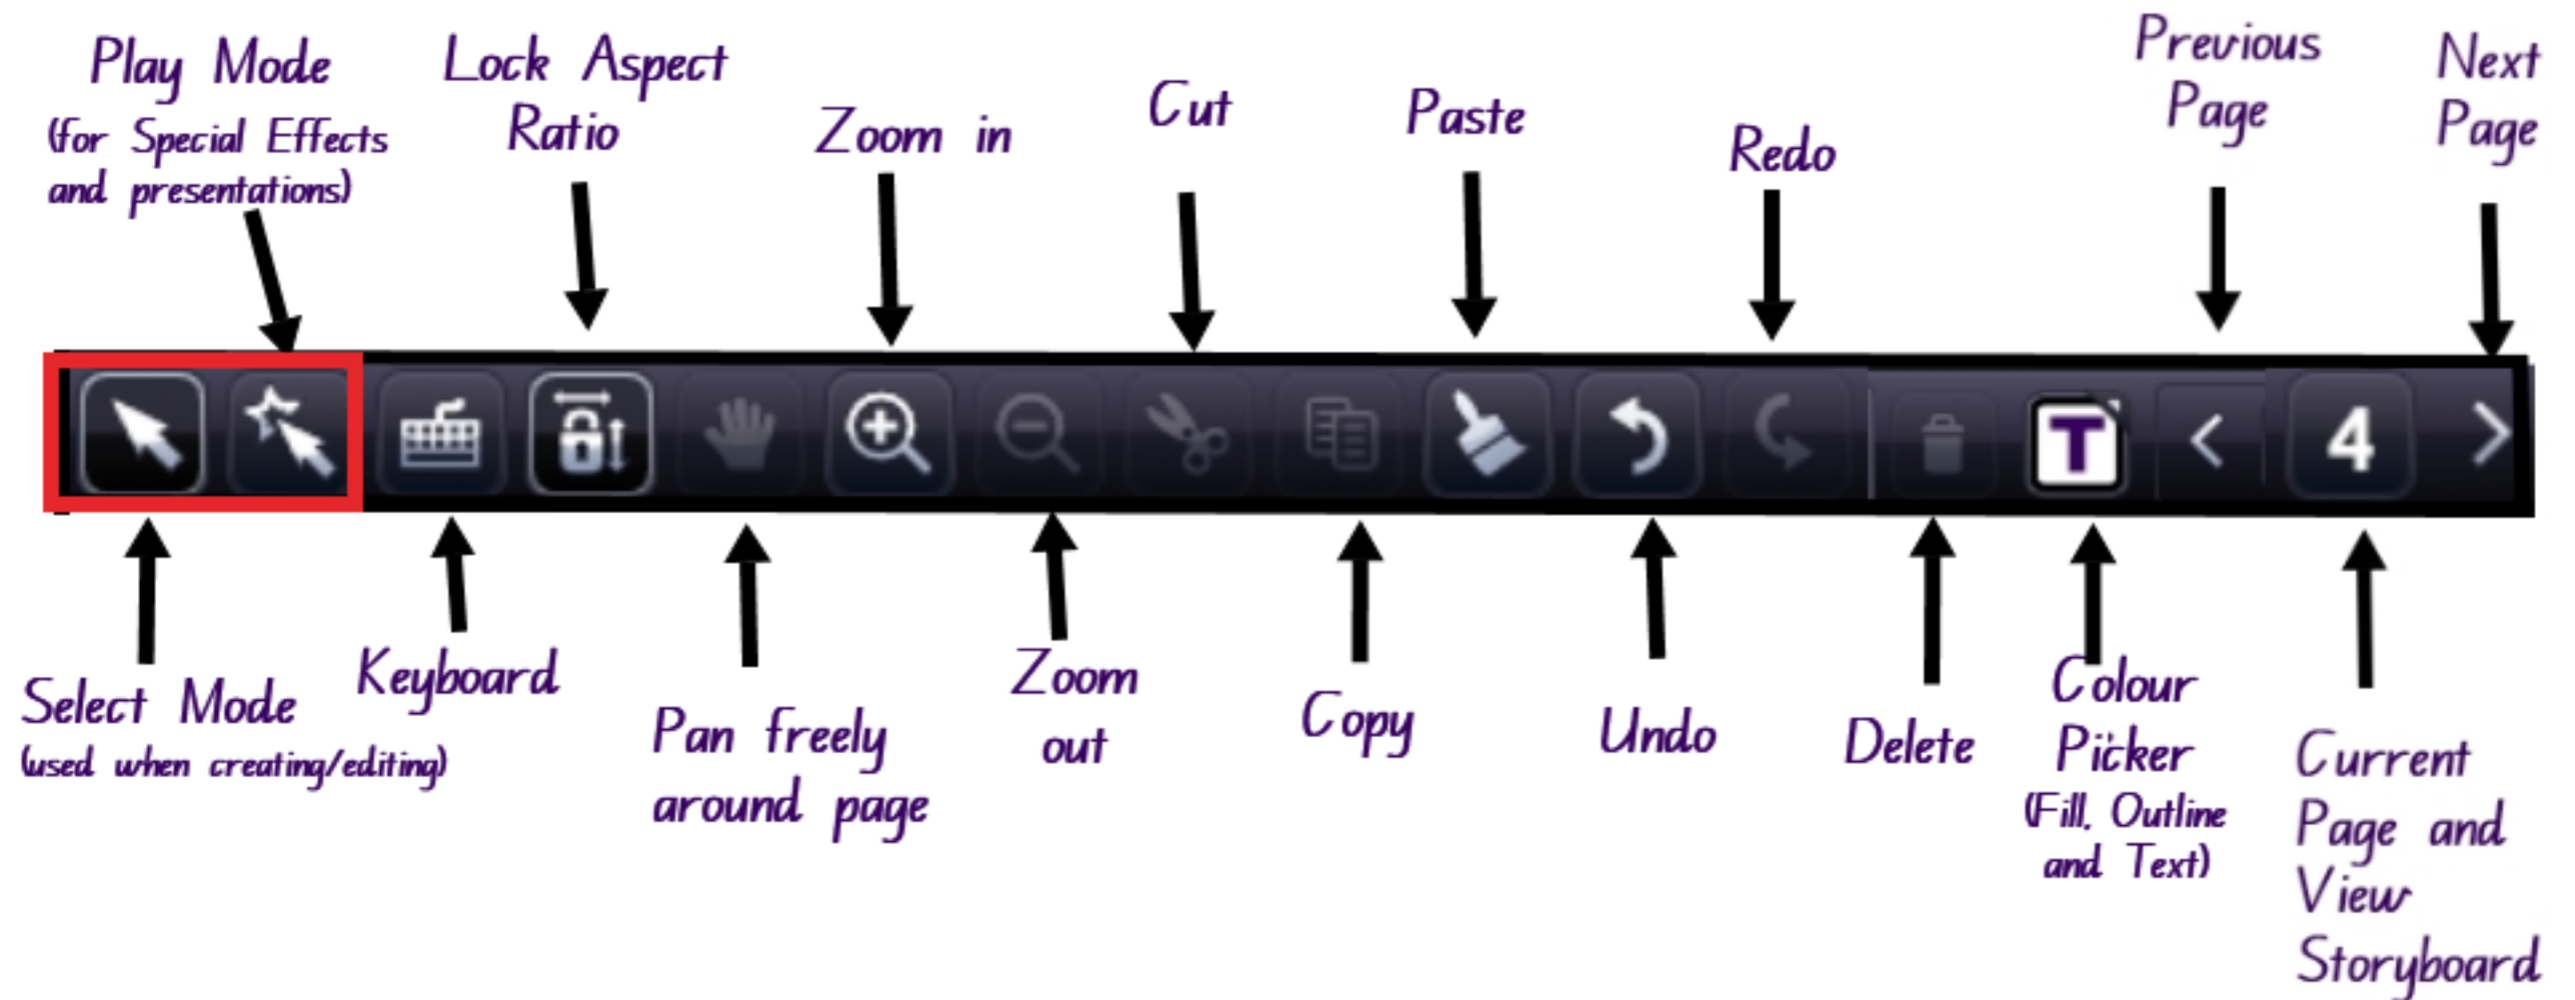 Play Mode
(for Special Effects
and presentations)
Lock Aspect
Ratio
Zoom in
Cut
Paste
Redo
Previous
Page
Next
Page
T
4
Select Mode
(used when creating/editing)
Keyboard
Pan freely
around page
Zoom
out
Copy
Undo
Delete
Colour
Picker
(Fill, Outline
and Text)
Current
Page and
View
Storyboard